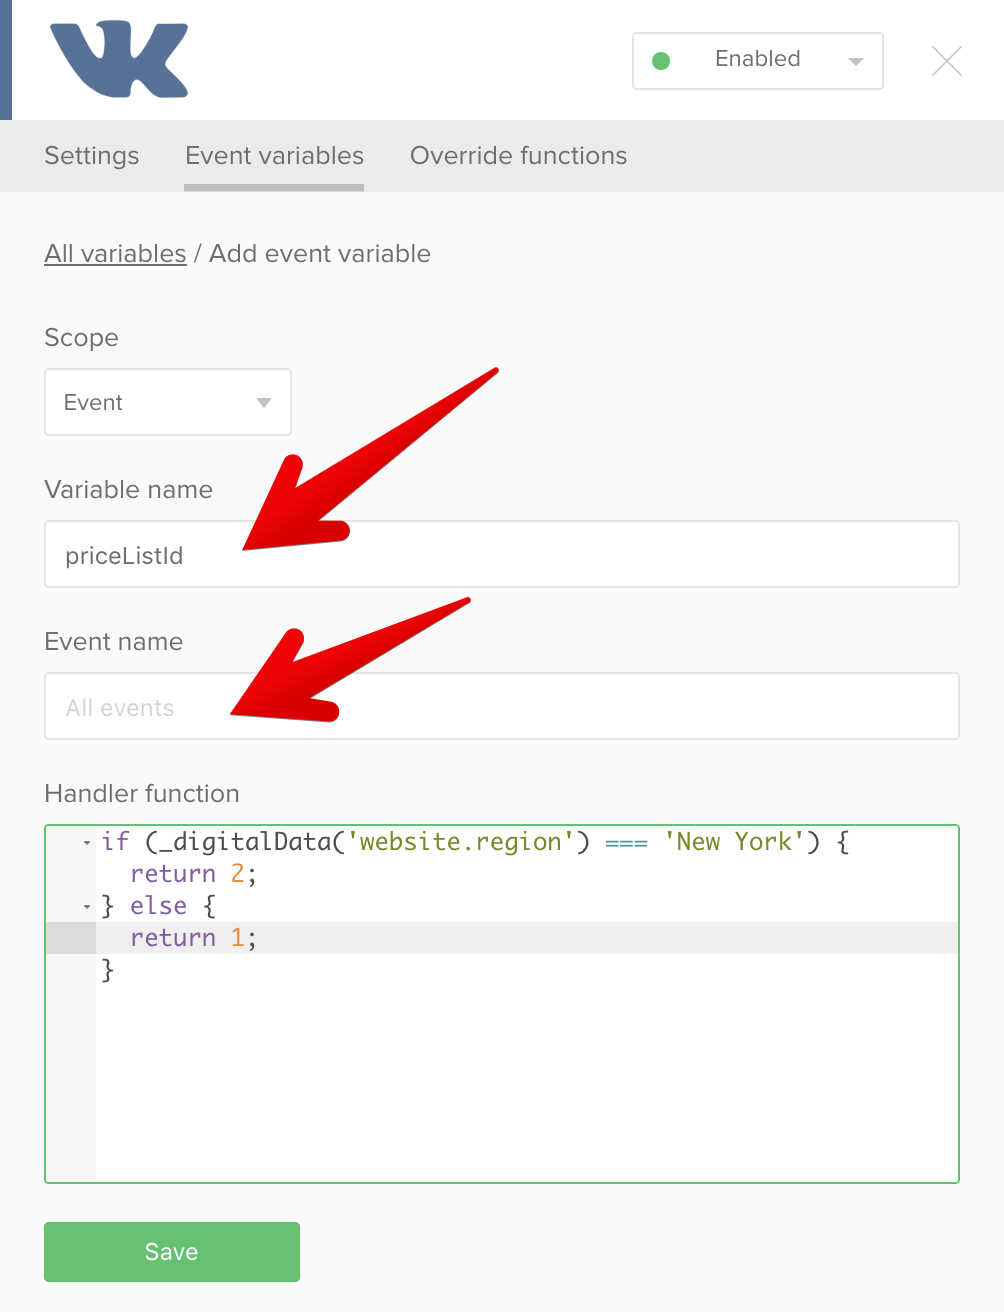 VK
Enabled
Settings Event variables Override functions
All variables / Add event variable
Scope
Event
Variable name
priceListId
Event name
All events
Handler function
if (_digitalData('website.region') === 'New York') {
  return 2;
} else {
  return 1;
}
Save